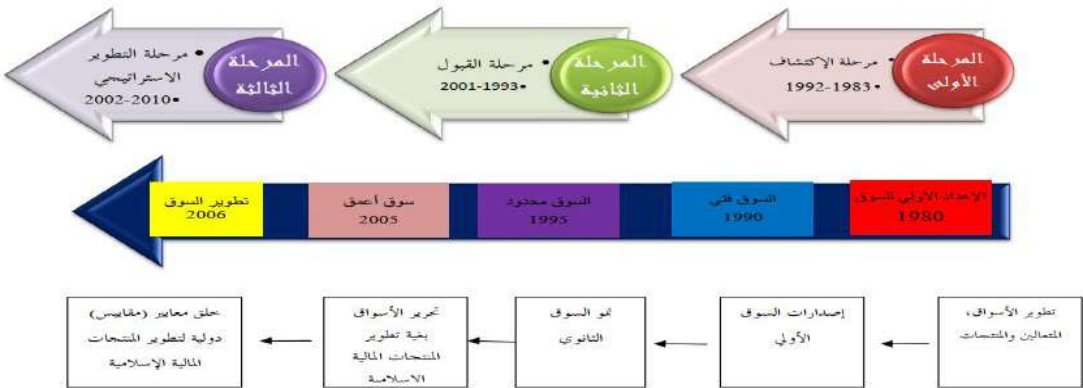 المرحلة
الأولى
• مرحلة الإكتشاف
•1983-1992
المرحلة
الثانية
• مرحلة القبول
•1993-2001
المرحلة
الثالثة
• مرحلة التطوير
الاستراتيجي
•2002-2010
الإعداد الأولي للسوق
1980
السوق فتي
1990
السوق محدود
1995
سوق أعمق
2005
تطوير السوق
2006
تطوير الأسواق،
المتعالين والمنتجات
إصدارات السوق
الأولي
نمو السوق
الثانوي
تحرير الأسواق
بغية تطوير
المنتجات المالية
الاسلامية
خلق معايير (مقاييس)
دولية لتطوير المنتجات
المالية الإسلامية